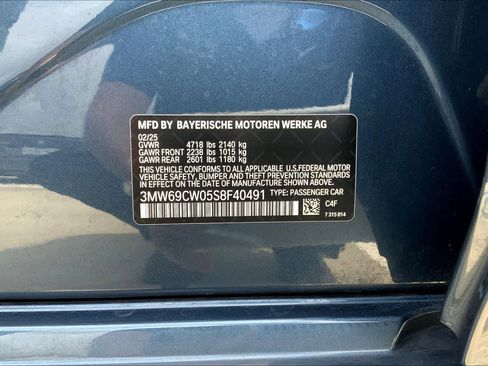 MFD BY BAYERISCHE MOTOREN WERKE AG
02/25
GVWR 4718 lbs 2140 kg
GAWR FRONT 2238 lbs 1015 kg
GAWR REAR 2601 lbs 1180 kg
THIS VEHICLE CONFORMS TO ALL APPLICABLE U.S.FEDERAL MOTOR
VEHICLE SAFETY, BUMPER AND THEFT PREVENTION STANDARDS
IN EFFECT ON THE DATE OF MANUFACTURE SHOWN ABOVE.
3MW69CW05S8F40491 TYPE: PASSENGER CAR
C4F
7 315 814